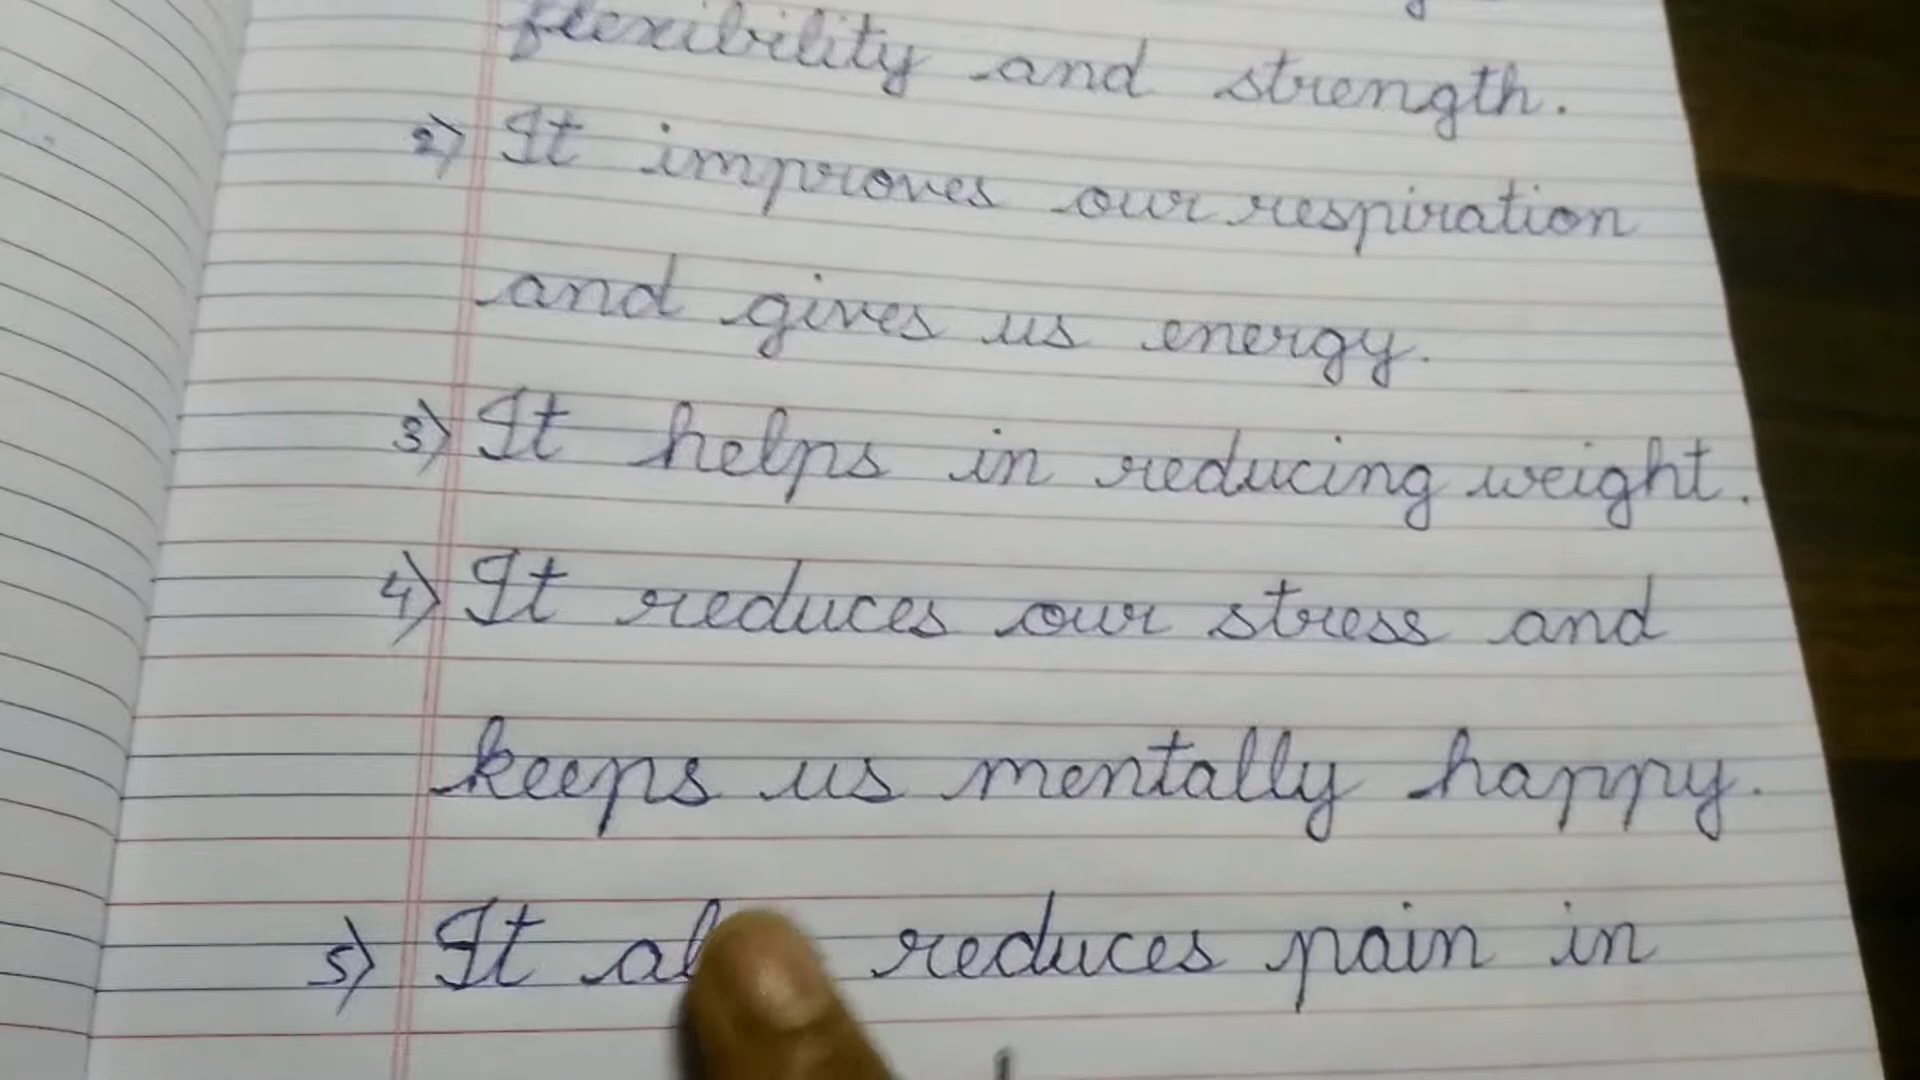 flexibility and strength.
2) It improves our respiration
and gives us energy.
3) It helps in reducing weight.
4) It reduces our stress and
keeps us mentally happy.
5) It reduces pain in